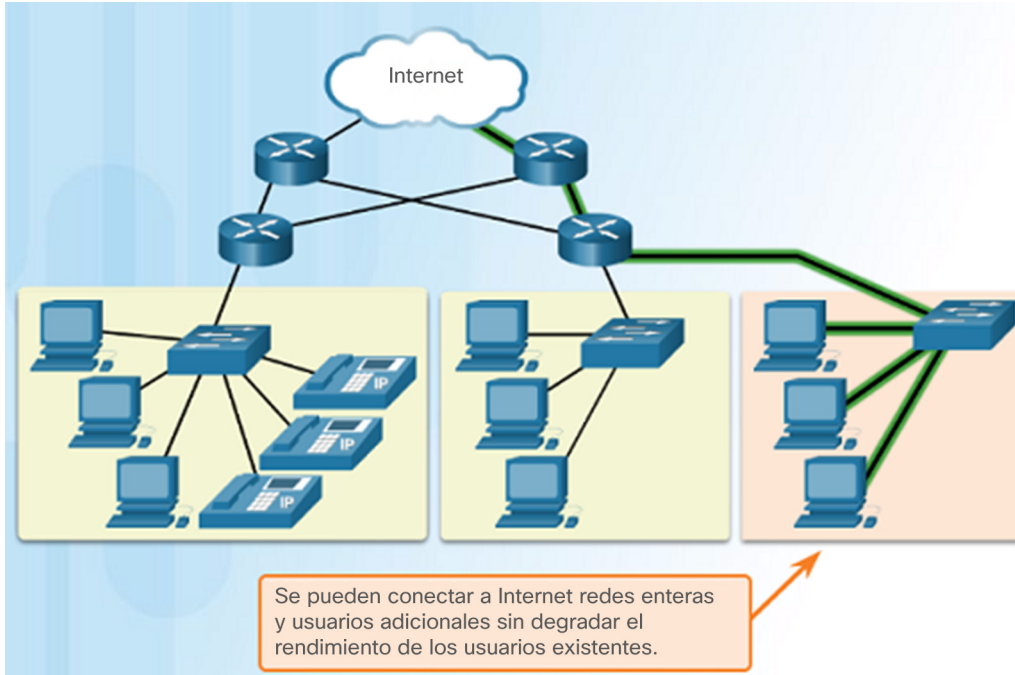 Internet
IP
IP
IP
Se pueden conectar a Internet redes enteras
y usuarios adicionales sin degradar el
rendimiento de los usuarios existentes.